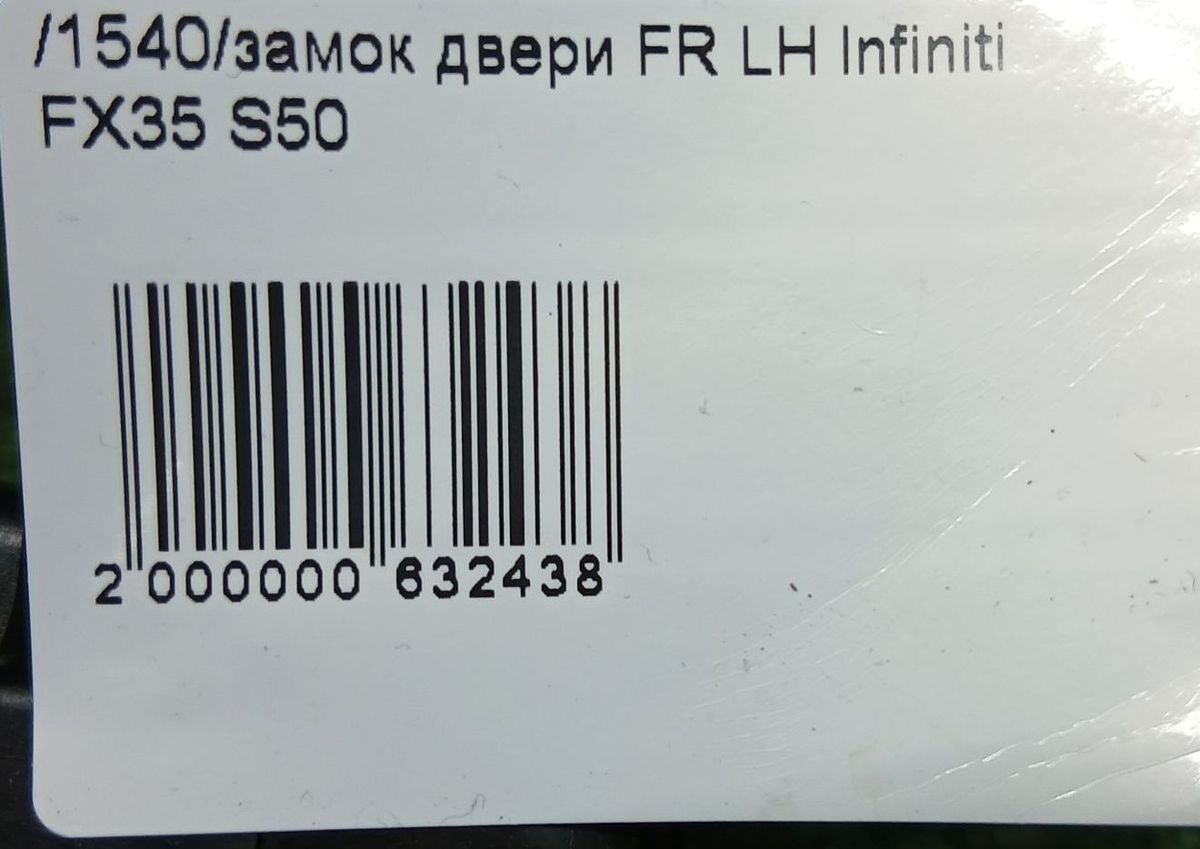 /1540/замок двери FR LH Infiniti
FX35 S50
2 000000 632438